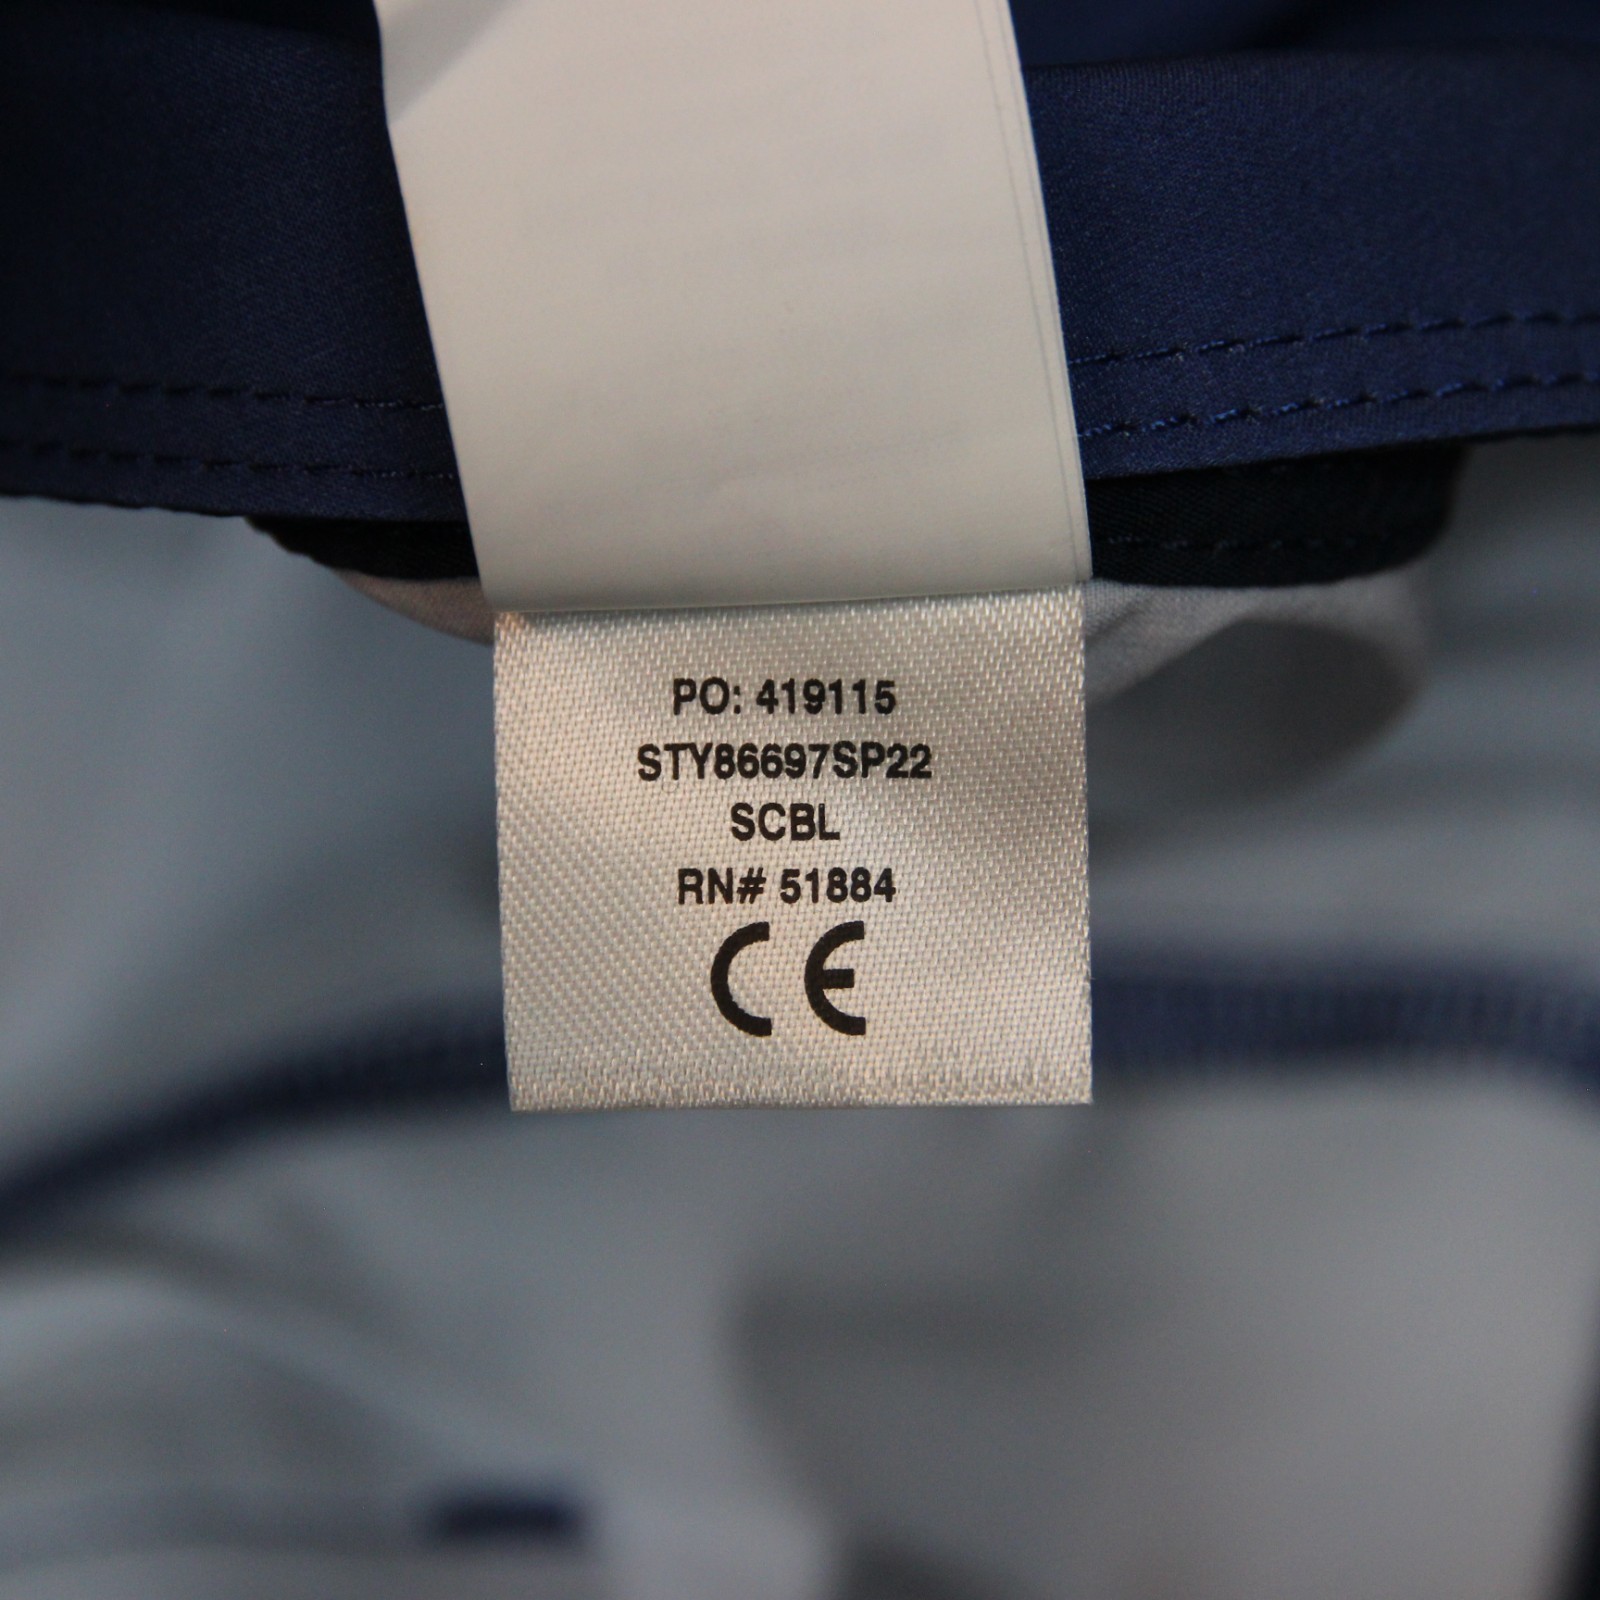 PO: 419115
STY86697SP22
SCBL
RN# 51884
CE